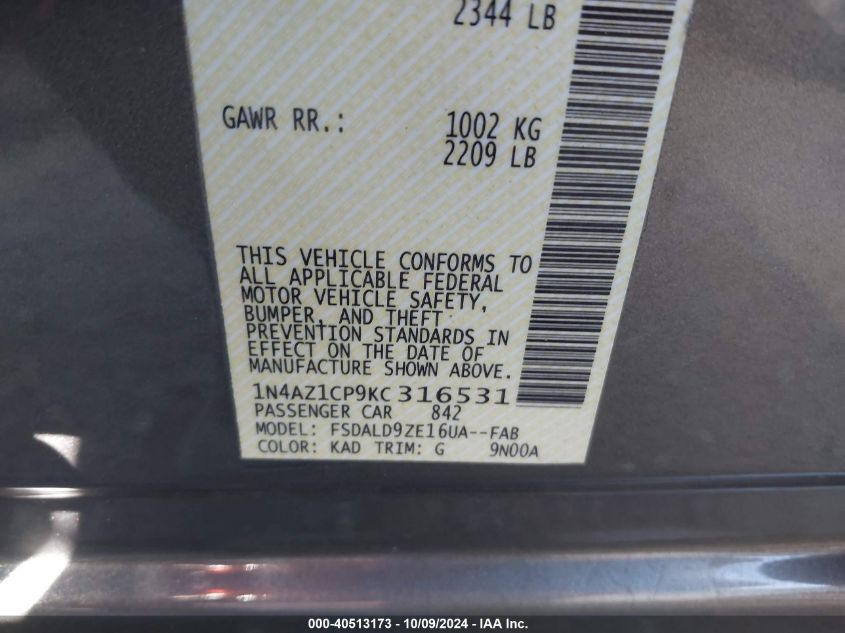 2344 LB
GAWR RR.: 1002 KG
2209 LB
THIS VEHICLE CONFORMS TO
ALL APPLICABLE FEDERAL
MOTOR VEHICLE SAFETY,
BUMPER, AND THEFT
PREVENTION STANDARDS IN
EFFECT ON THE DATE OF
MANUFACTURE SHOWN ABOVE.
1N4AZ1CP9KC316531
PASSENGER CAR 842
MODEL: FSDALD9ZE16UA--FAB
COLOR: KAD TRIM: G 9N00A
000-40513173 - 10/09/2024 - IAA Inc.